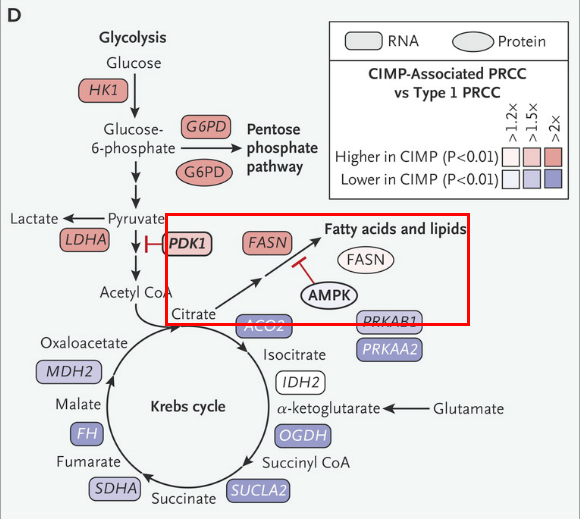 D
RNA
Protein
CIMP-Associated PRCC
vs Type 1 PRCC
>1.2×
>1.5×
>2×
Higher in CIMP (P<0.01)
Lower in CIMP (P<0.01)
Glycolysis
Glucose
HK1
Glucose-
6-phosphate
G6PD
G6PD
Pentose
phosphate
pathway
Lactate
Pyruvate
LDHA
PDK1
FASN
Fatty acids and lipids
FASN
AMPK
Acetyl CoA
Citrate
ACO2
PRKAB1
PRKAA2
Oxaloacetate
Isocitrate
MDH2
IDH2
Malate
Krebs cycle
α-ketoglutarate
Glutamate
FH
OGDH
Fumarate
Succinyl CoA
SDHA
SUCLA2
Succinate